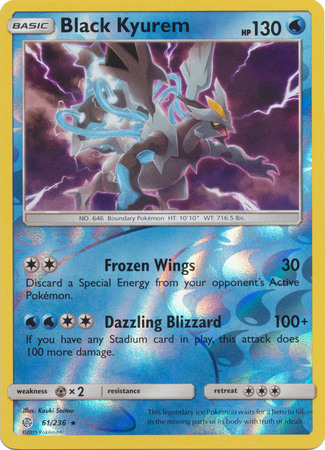 BASIC Black Kyurem HP 130
NO. 646 Boundary Pokémon HT: 10'10" WT: 716.5 lbs.
Frozen Wings 30
Discard a Special Energy from your opponent's Active
Pokémon.
Dazzling Blizzard 100+
If you have any Stadium card in play, this attack does
100 more damage.
weakness ×2 resistance retreat
Illus. Kouki Saitou
61/236 ★
©2019 Pokémon
This legendary ice Pokémon waits for a hero to fill
in the missing parts of its body with truth or ideals.